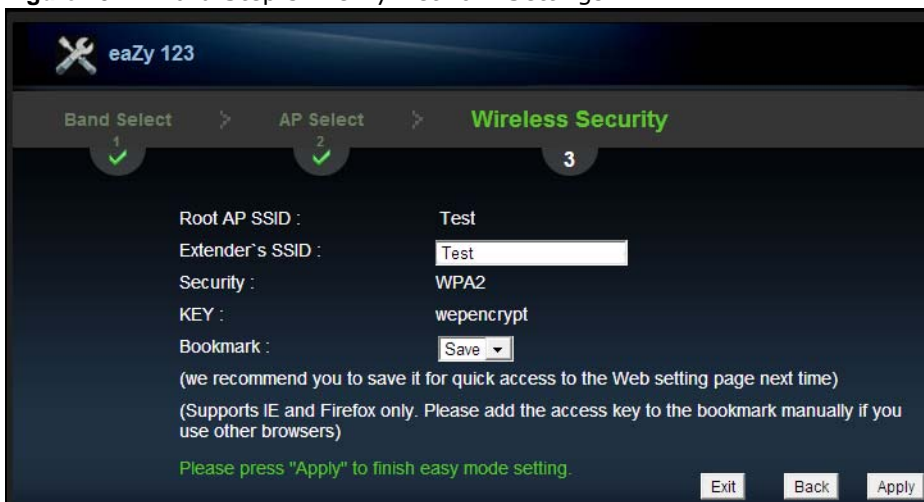 eaZy 123
Band Select > AP Select > Wireless Security
1 2 3
Root AP SSID : Test
Extender`s SSID : Test
Security : WPA2
KEY : wepencrypt
Bookmark : Save
(we recommend you to save it for quick access to the Web setting page next time)
(Supports IE and Firefox only. Please add the access key to the bookmark manually if you
use other browsers)
Please press "Apply" to finish easy mode setting.
Exit Back Apply